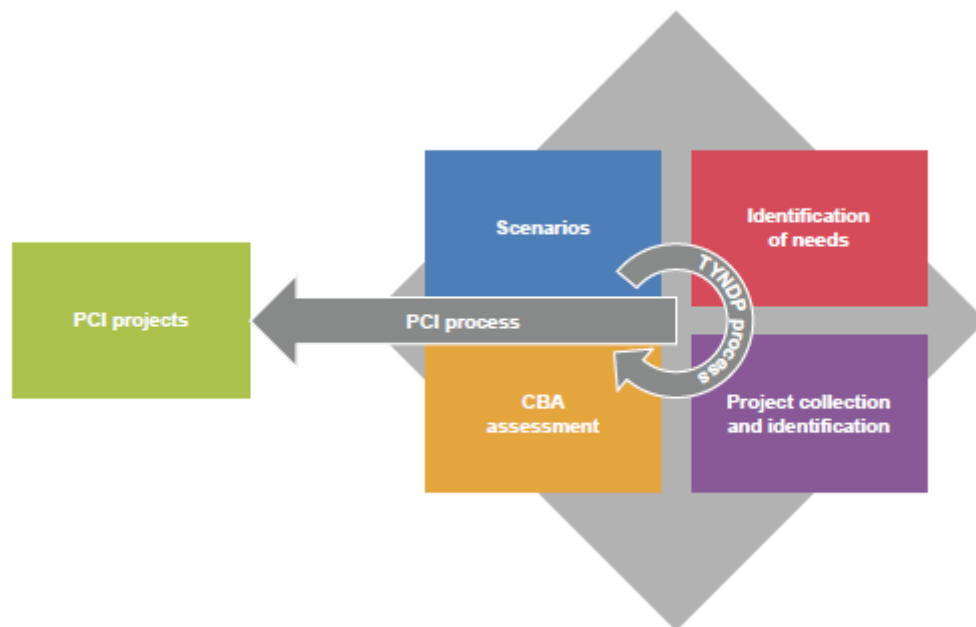 Scenarios
Identification
of needs
TYNDP process
PCI projects
PCI process
CBA
assessment
Project collection
and identification